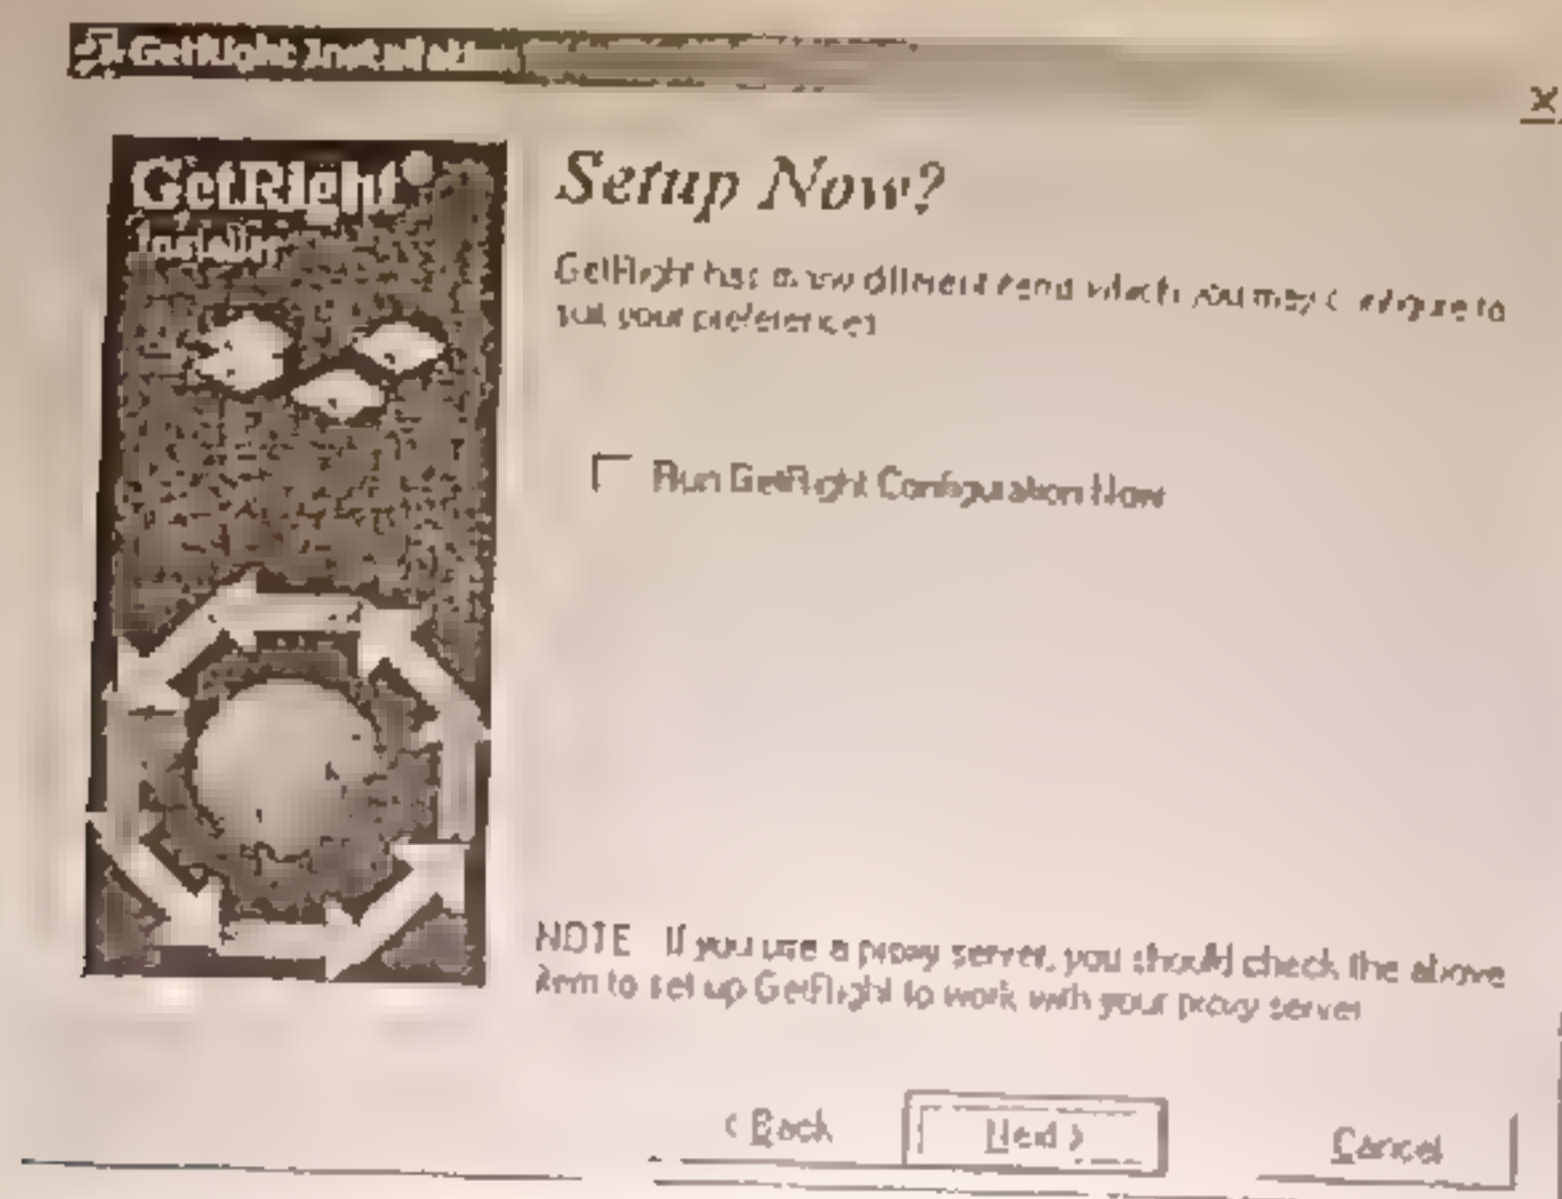 GetRight Installation
GetRight
Installer
Setup Now?
GetRight has many different items which you may configure to
suit your preferences
Run GetRight Configuration Now
NOTE If you use a proxy server, you should check the above
item to set up GetRight to work with your proxy server
< Back
Next >
Cancel